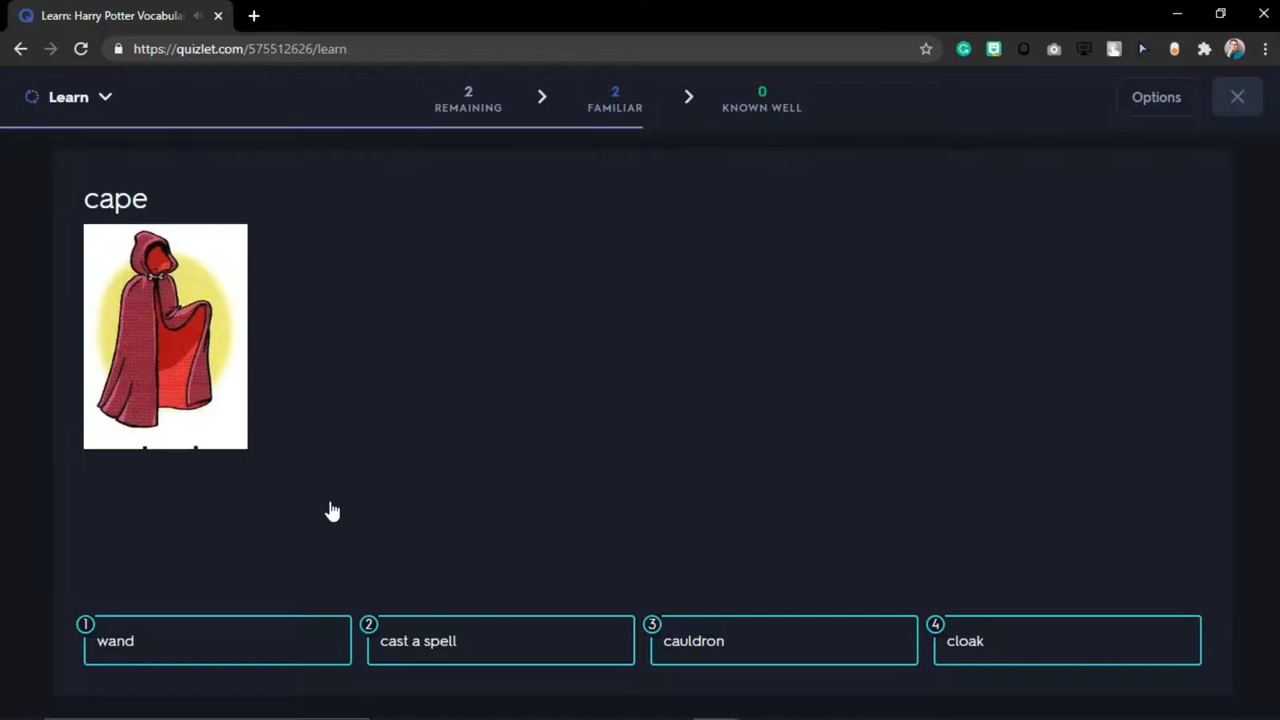 Learn: Harry Potter Vocabula
https://quizlet.com/575512626/learn
Learn
2
REMAINING
2
FAMILIAR
0
KNOWN WELL
Options
cape
1
wand
2
cast a spell
3
cauldron
4
cloak